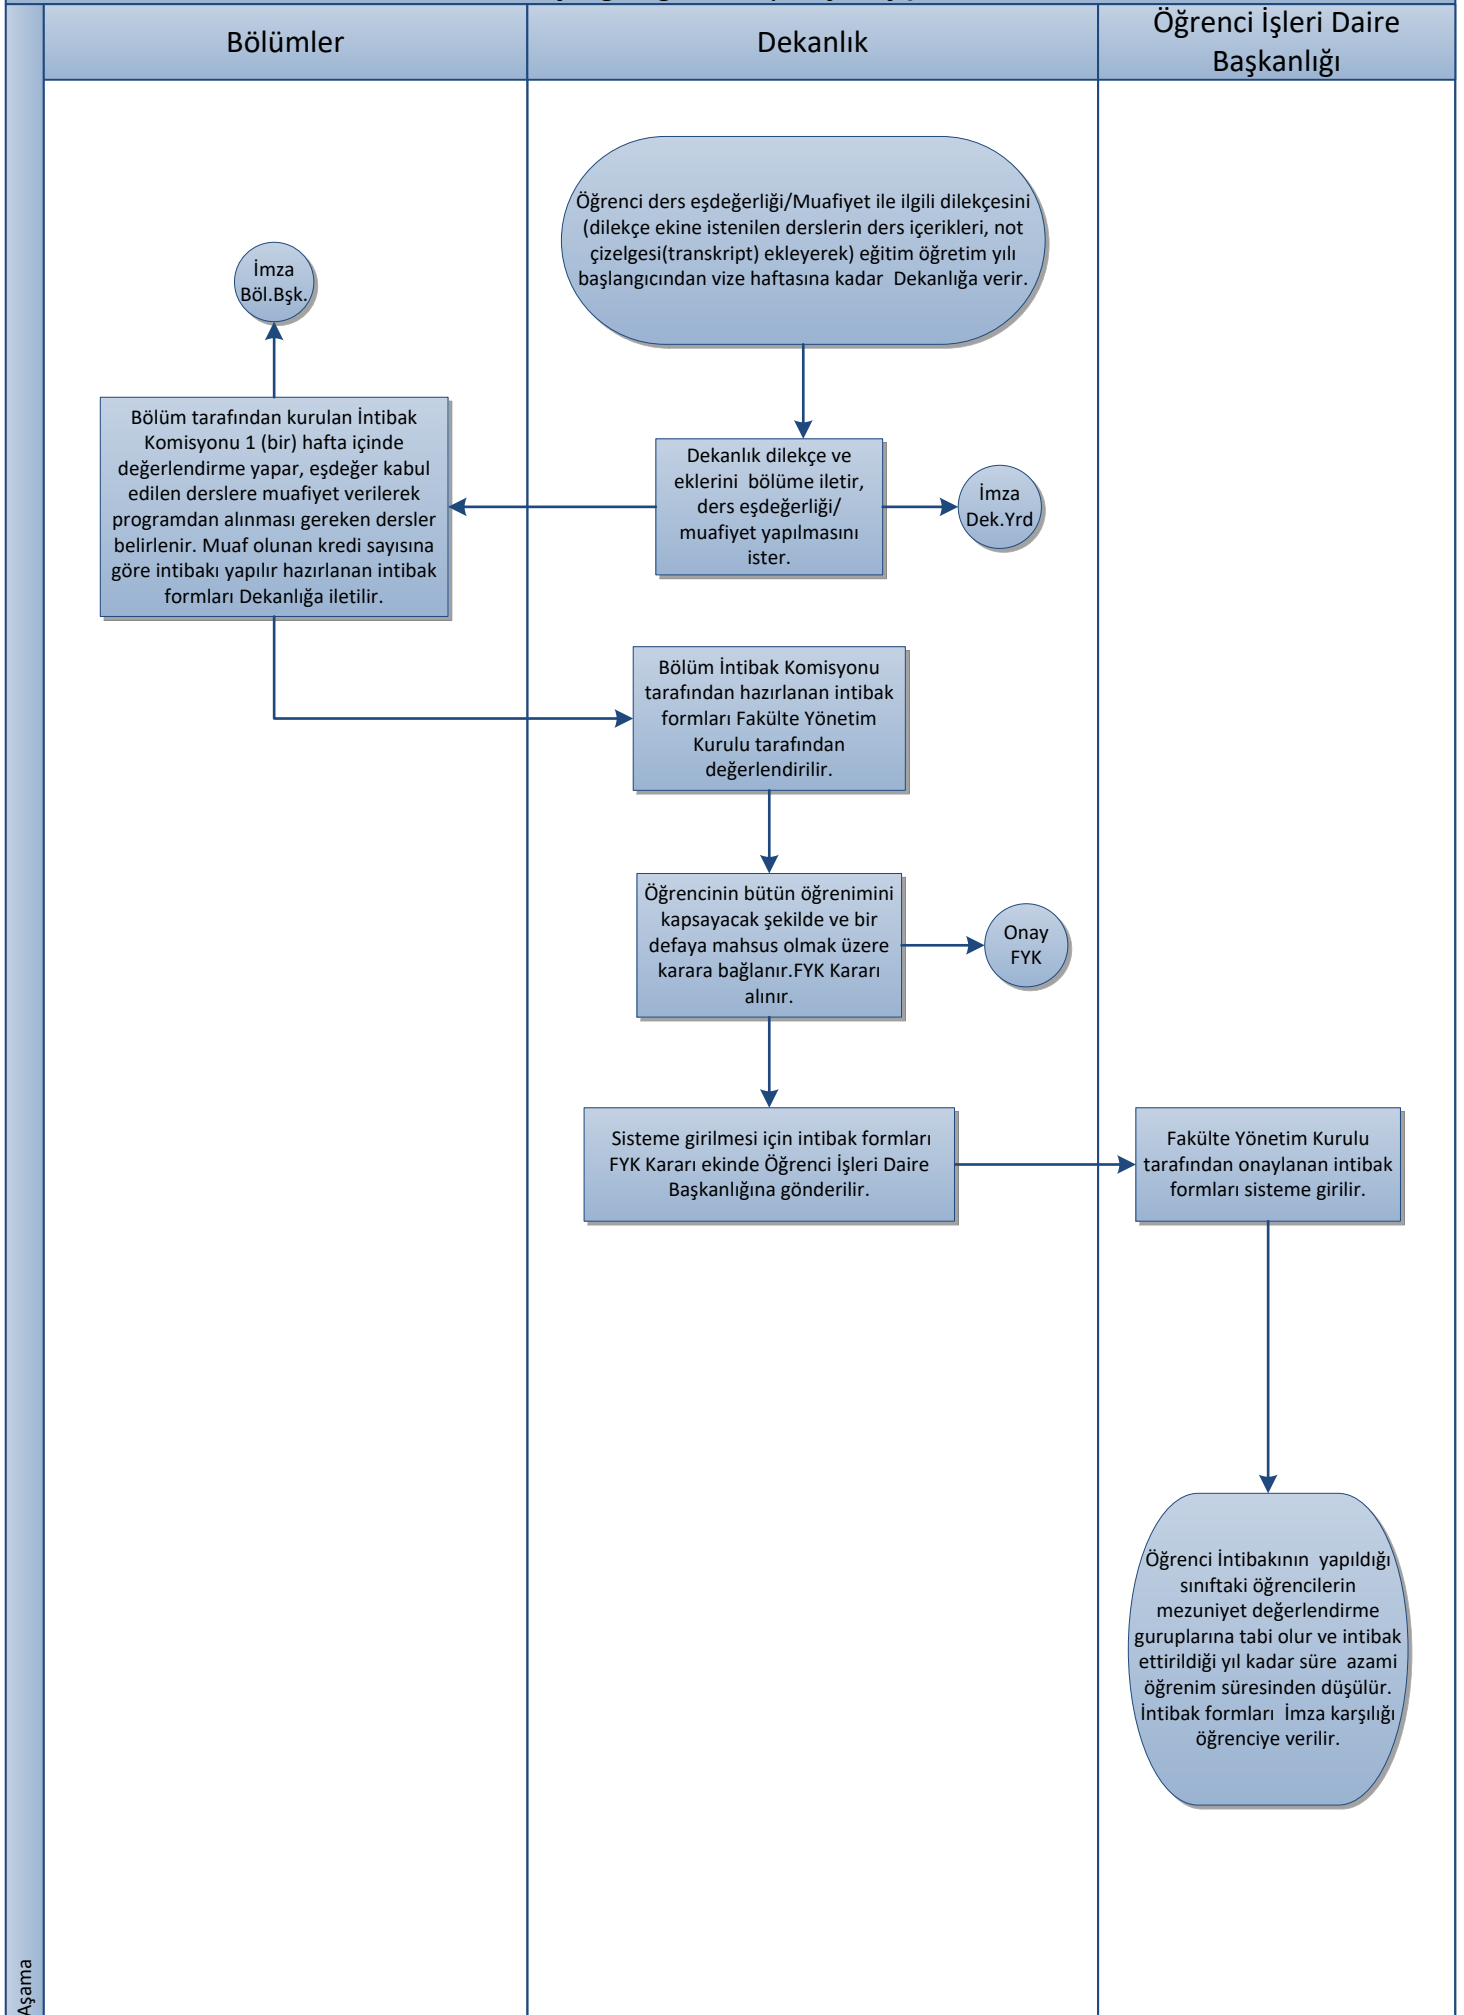 Bölümler
Dekanlık
Öğrenci İşleri Daire
Başkanlığı
Öğrenci ders eşdeğerliği/Muafiyet ile ilgili dilekçesini
(dilekçe ekine istenilen derslerin ders içerikleri, not
çizelgesi(transkript) ekleyerek) eğitim öğretim yılı
başlangıcından vize haftasına kadar Dekanlığa verir.
İmza
Böl.Bşk.
Bölüm tarafından kurulan İntibak
Komisyonu 1 (bir) hafta içinde
değerlendirme yapar, eşdeğer kabul
edilen derslere muafiyet verilerek
programdan alınması gereken dersler
belirlenir. Muaf olunan kredi sayısına
göre intibakı yapılır hazırlanan intibak
formları Dekanlığa iletilir.
Dekanlık dilekçe ve
eklerini bölüme iletir,
ders eşdeğerliği/
muafiyet yapılmasını
ister.
İmza
Dek.Yrd
Bölüm İntibak Komisyonu
tarafından hazırlanan intibak
formları Fakülte Yönetim
Kurulu tarafından
değerlendirilir.
Öğrencinin bütün öğrenimini
kapsayacak şekilde ve bir
defaya mahsus olmak üzere
karara bağlanır.FYK Kararı
alınır.
Onay
FYK
Sisteme girilmesi için intibak formları
FYK Kararı ekinde Öğrenci İşleri Daire
Başkanlığına gönderilir.
Fakülte Yönetim Kurulu
tarafından onaylanan intibak
formları sisteme girilir.
Öğrenci İntibakının yapıldığı
sınıftaki öğrencilerin
mezuniyet değerlendirme
guruplarına tabi olur ve intibak
ettirildiği yıl kadar süre azami
öğrenim süresinden düşülür.
İntibak formları İmza karşılığı
öğrenciye verilir.
Aşama